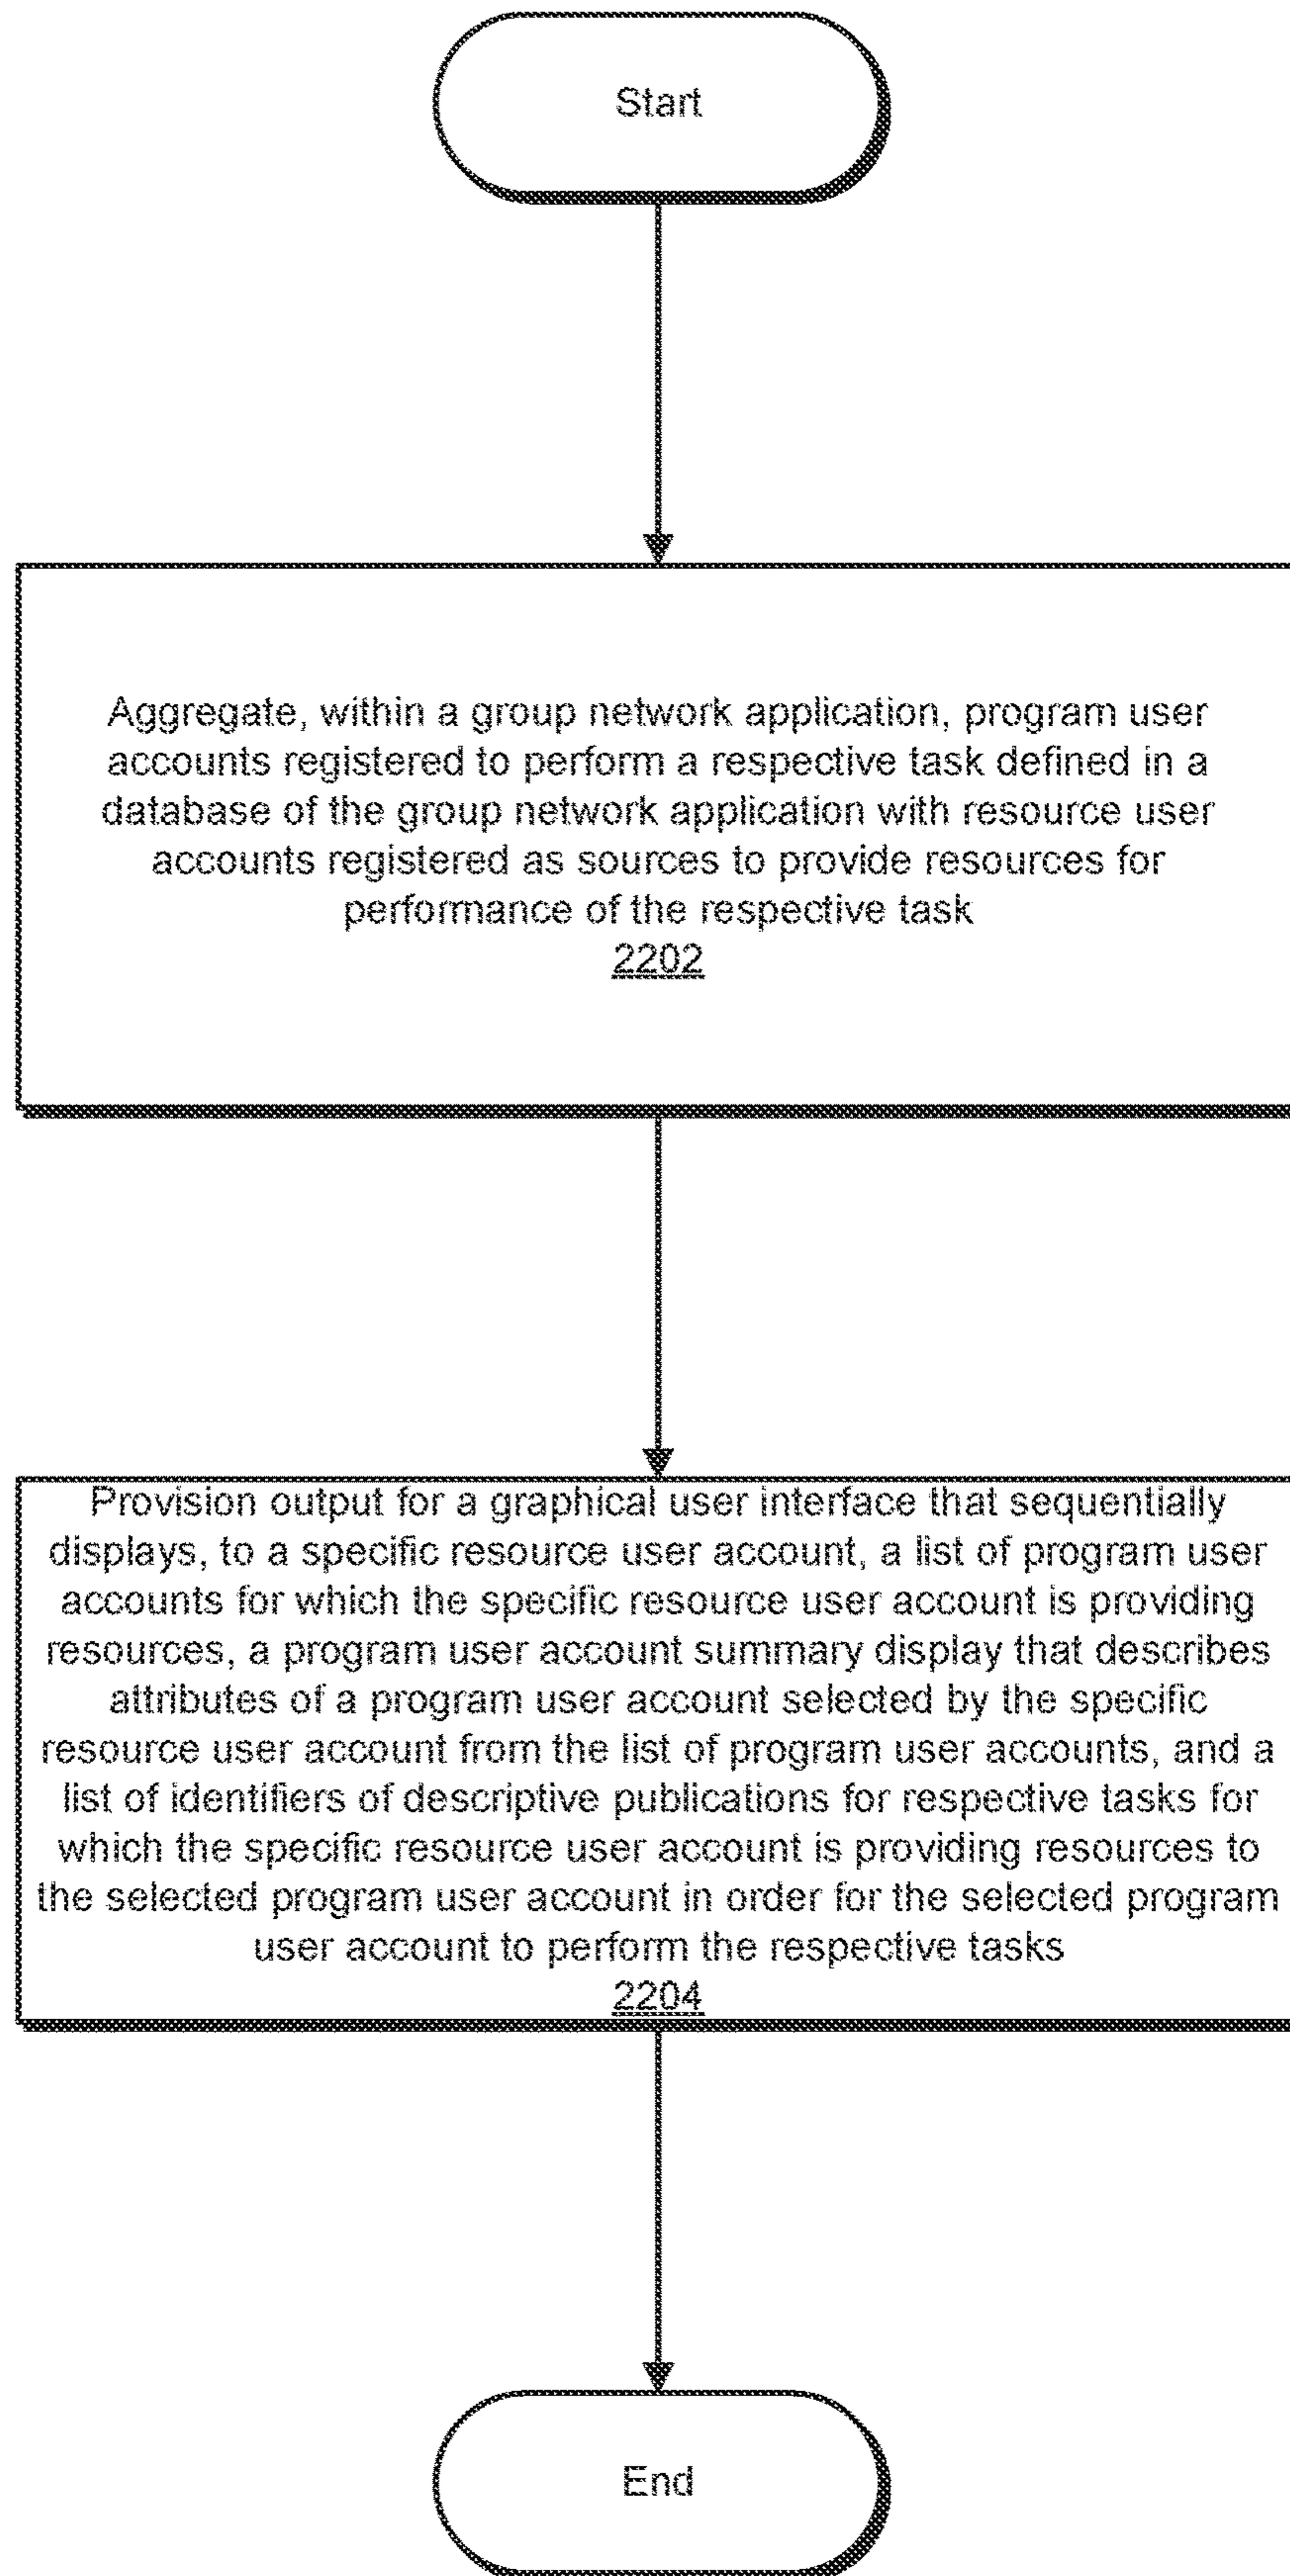 Start
Aggregate, within a group network application, program user
accounts registered to perform a respective task defined in a
database of the group network application with resource user
accounts registered as sources to provide resources for
performance of the respective task
2202
Provision output for a graphical user interface that sequentially
displays, to a specific resource user account, a list of program user
accounts for which the specific resource user account is providing
resources, a program user account summary display that describes
attributes of a program user account selected by the specific
resource user account from the list of program user accounts, and a
list of identifiers of descriptive publications for respective tasks for
which the specific resource user account is providing resources to
the selected program user account in order for the selected program
user account to perform the respective tasks
2204
End